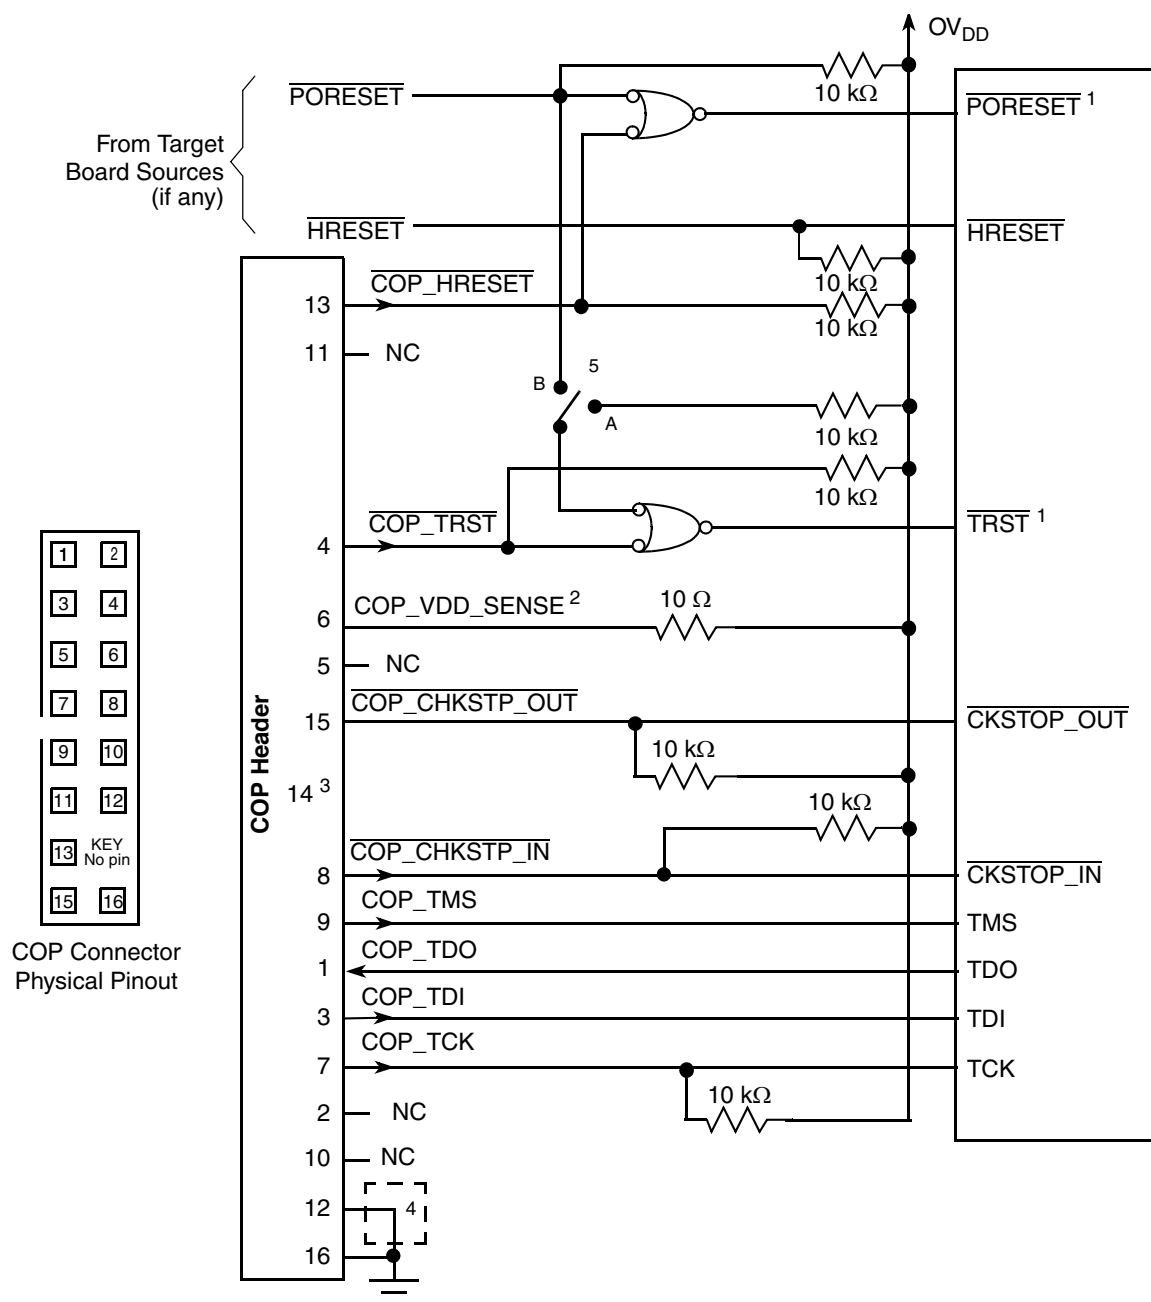 OVDD
PORESET
10 kΩ
PORESET 1
From Target
Board Sources
(if any)
HRESET
HRESET
10 kΩ
COP_HRESET
13
10 kΩ
11
NC
B
5
A
10 kΩ
10 kΩ
COP_TRST
4
TRST 1
COP_VDD_SENSE 2
10 Ω
6
5
NC
COP_CHKSTP_OUT
15
CKSTOP_OUT
10 kΩ
14 3
10 kΩ
COP_CHKSTP_IN
8
CKSTOP_IN
COP_TMS
9
TMS
COP_TDO
1
TDO
COP_TDI
3
TDI
COP_TCK
7
TCK
10 kΩ
2
NC
10
NC
12
4
16
COP Header
1 2
3 4
5 6
7 8
9 10
11 12
13 KEY
No pin
15 16
COP Connector
Physical Pinout